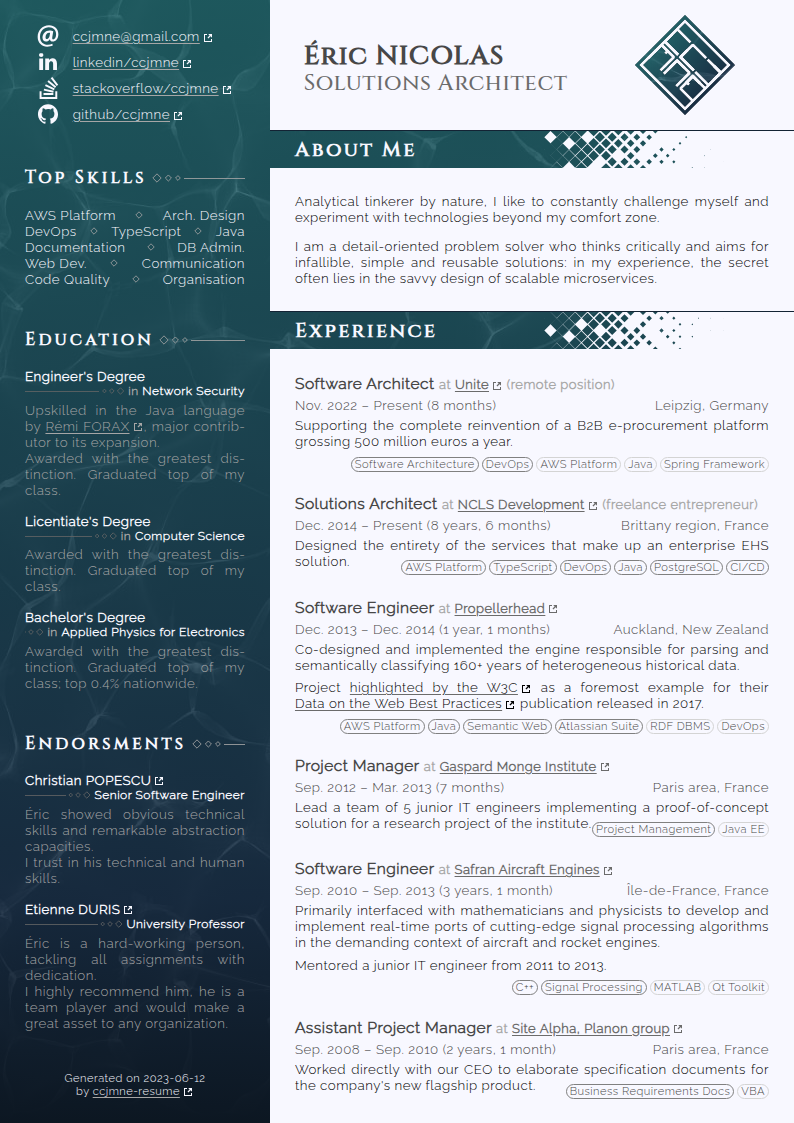 ccjmne@gmail.com
linkedin/ccjmne
stackoverflow/ccjmne
github/ccjmne
Top Skills
AWS Platform ◇ Arch. Design
DevOps ◇ TypeScript ◇ Java
Documentation ◇ DB Admin.
Web Dev. ◇ Communication
Code Quality ◇ Organisation
Education
Engineer's Degree
in Network Security
Upskilled in the Java language
by Rémi FORAX, major contrib-
utor to its expansion.
Awarded with the greatest dis-
tinction. Graduated top of my
class.
Licentiate's Degree
in Computer Science
Awarded with the greatest dis-
tinction. Graduated top of my
class.
Bachelor's Degree
in Applied Physics for Electronics
Awarded with the greatest dis-
tinction. Graduated top of my
class; top 0.4% nationwide.
Endorsments
Christian POPESCU
Senior Software Engineer
Éric showed obvious technical
skills and remarkable abstraction
capacities.
I trust in his technical and human
skills.
Etienne DURIS
University Professor
Éric is a hard-working person,
tackling all assignments with
dedication.
I highly recommend him, he is a
team player and would make a
great asset to any organization.
Generated on 2023-06-12
by ccjmne-resume
Éric NICOLAS
Solutions Architect
About Me
Analytical tinkerer by nature, I like to constantly challenge myself and
experiment with technologies beyond my comfort zone.
I am a detail-oriented problem solver who thinks critically and aims for
infallible, simple and reusable solutions: in my experience, the secret
often lies in the savvy design of scalable microservices.
Experience
Software Architect at Unite (remote position)
Nov. 2022 – Present (8 months) Leipzig, Germany
Supporting the complete reinvention of a B2B e-procurement platform
grossing 500 million euros a year.
Software Architecture DevOps AWS Platform Java Spring Framework
Solutions Architect at NCLS Development (freelance entrepreneur)
Dec. 2014 – Present (8 years, 6 months) Brittany region, France
Designed the entirety of the services that make up an enterprise EHS
solution. AWS Platform TypeScript DevOps Java PostgreSQL CI/CD
Software Engineer at Propellerhead
Dec. 2013 – Dec. 2014 (1 year, 1 months) Auckland, New Zealand
Co-designed and implemented the engine responsible for parsing and
semantically classifying 160+ years of heterogeneous historical data.
Project highlighted by the W3C as a foremost example for their
Data on the Web Best Practices publication released in 2017.
AWS Platform Java Semantic Web Atlassian Suite RDF DBMS DevOps
Project Manager at Gaspard Monge Institute
Sep. 2012 – Mar. 2013 (7 months) Paris area, France
Lead a team of 5 junior IT engineers implementing a proof-of-concept
solution for a research project of the institute. Project Management Java EE
Software Engineer at Safran Aircraft Engines
Sep. 2010 – Sep. 2013 (3 years, 1 month) Île-de-France, France
Primarily interfaced with mathematicians and physicists to develop and
implement real-time ports of cutting-edge signal processing algorithms
in the demanding context of aircraft and rocket engines.
Mentored a junior IT engineer from 2011 to 2013.
C++ Signal Processing MATLAB Qt Toolkit
Assistant Project Manager at Site Alpha, Planon group
Sep. 2008 – Sep. 2010 (2 years, 1 month) Paris area, France
Worked directly with our CEO to elaborate specification documents for
the company's new flagship product. Business Requirements Docs VBA